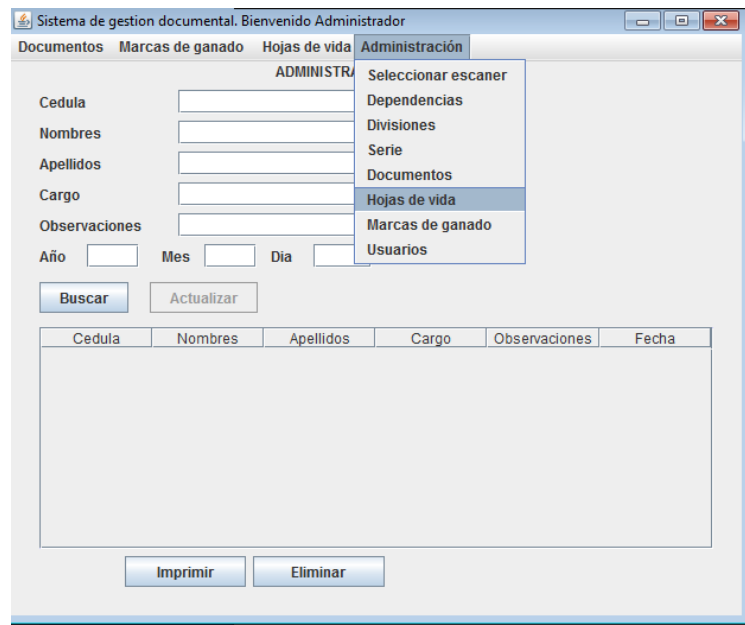 Sistema de gestion documental. Bienvenido Administrador
Documentos Marcas de ganado Hojas de vida Administración
ADMINISTRA
Seleccionar escaner
Dependencias
Divisiones
Serie
Documentos
Hojas de vida
Marcas de ganado
Usuarios
Cedula
Nombres
Apellidos
Cargo
Observaciones
Año Mes Dia
Buscar Actualizar
Cedula Nombres Apellidos Cargo Observaciones Fecha
Imprimir Eliminar